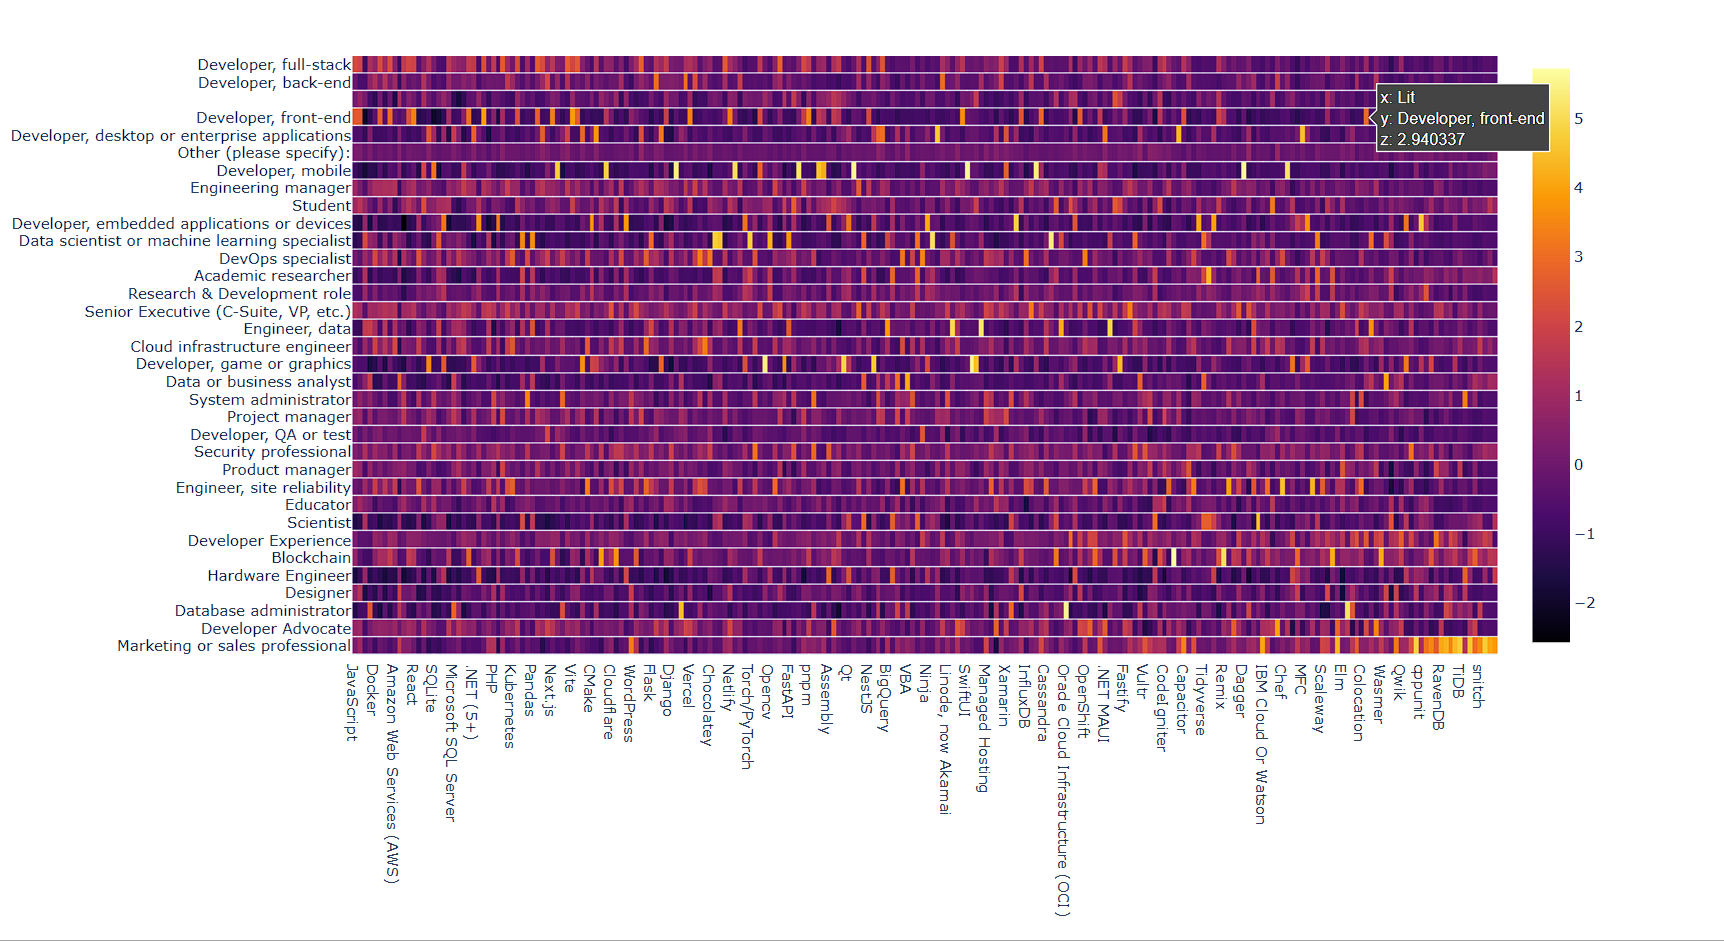 Developer, full-stack
Developer, back-end
Developer, front-end
Developer, desktop or enterprise applications
Other (please specify):
Developer, mobile
Engineering manager
Student
Developer, embedded applications or devices
Data scientist or machine learning specialist
DevOps specialist
Academic researcher
Research & Development role
Senior Executive (C-Suite, VP, etc.)
Engineer, data
Cloud infrastructure engineer
Developer, game or graphics
Data or business analyst
System administrator
Project manager
Developer, QA or test
Security professional
Product manager
Engineer, site reliability
Educator
Scientist
Developer Experience
Blockchain
Hardware Engineer
Designer
Database administrator
Developer Advocate
Marketing or sales professional
x: Lit
y: Developer, front-end
z: 2.940337
5
4
3
2
1
0
−1
−2
JavaScript
Docker
Amazon Web Services (AWS)
React
SQLite
Microsoft SQL Server
.NET (5+)
PHP
Kubernetes
Pandas
Next.js
Vite
CMake
Cloudflare
WordPress
Flask
Django
Vercel
Chocolatey
Netlify
Torch/PyTorch
Opencv
FastAPI
pnpm
Assembly
Qt
NestJS
BigQuery
VBA
Ninja
Linode, now Akamai
SwiftUI
Managed Hosting
Xamarin
InfluxDB
Cassandra
Oracle Cloud Infrastructure (OCI)
OpenShift
.NET MAUI
Fastify
Vultr
CodeIgniter
Capacitor
Tidyverse
Remix
Dagger
IBM Cloud Or Watson
Chef
MFC
Scaleway
Elm
Colocation
Wasmer
Qwik
cppunit
RavenDB
TiDB
snitch